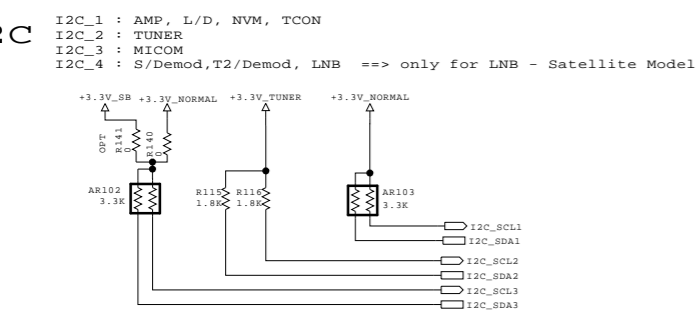 I2C_1 : AMP, L/D, NVM, TCON
2C
I2C_2 : TUNER
I2C_3 : MICOM
I2C_4 : S/Demod,T2/Demod, LNB ==> only for LNB - Satellite Model
+3.3V_SB
+3.3V_NORMAL
+3.3V_TUNER
+3.3V_NORMAL
OPT
R141
0
R140
0
AR102
3.3K
R115
1.8K
R116
1.8K
AR103
3.3K
I2C_SCL1
I2C_SDA1
I2C_SCL2
I2C_SDA2
I2C_SCL3
I2C_SDA3